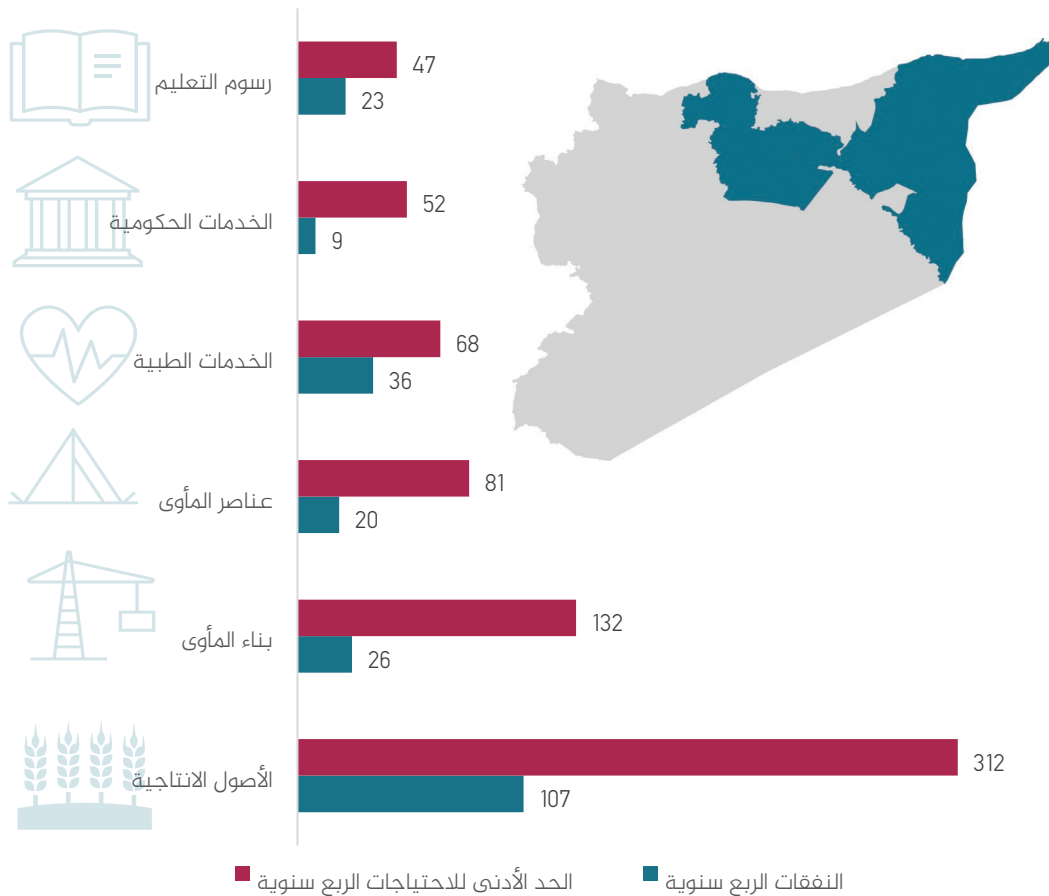 رسوم التعليم
47
23
الخدمات الحكومية
52
9
الخدمات الطبية
68
36
عناصر المأوى
81
20
بناء المأوى
132
26
الأصول الانتاجية
312
107
النفقات الربع سنوية
الحد الأدنى للاحتياجات الربع سنوية